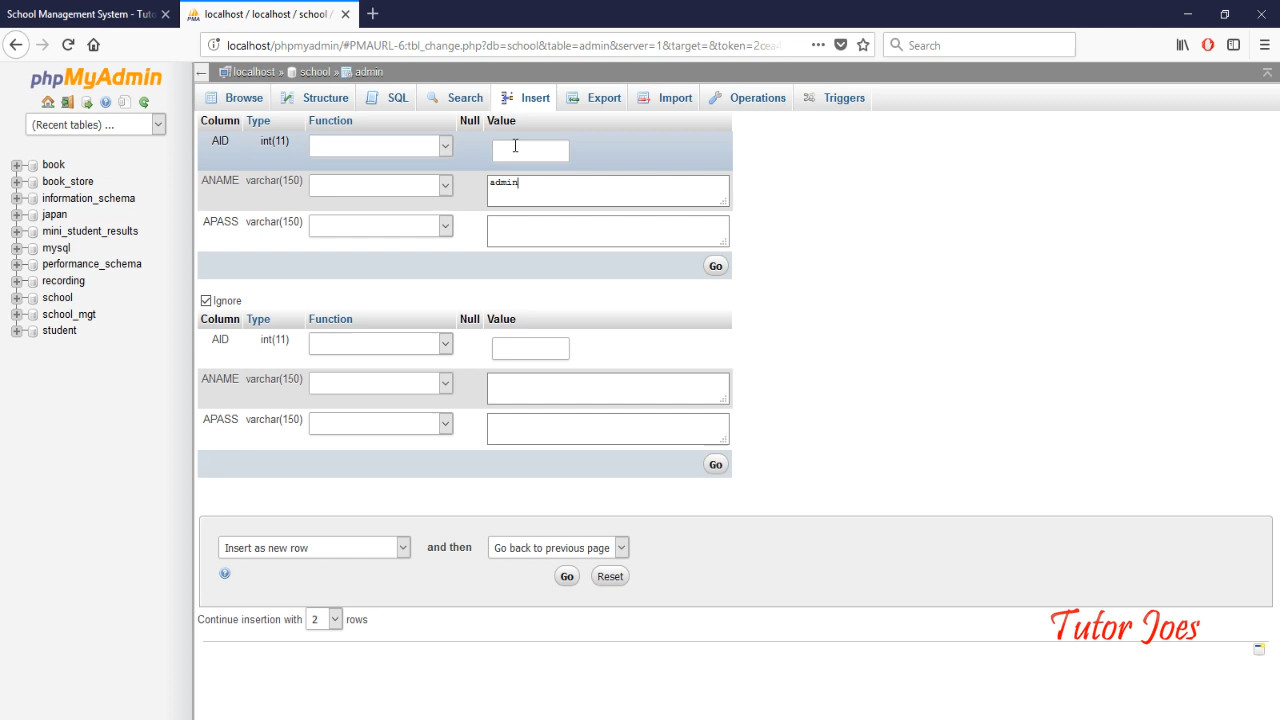 School Management System - Tuto
localhost / localhost / school /
localhost/phpmyadmin/#PMAURL-6:tbl_change.php?db=school&table=admin&server=1&target=&token=2cea4
Search
phpMyAdmin
(Recent tables) ...
book
book_store
information_schema
japan
mini_student_results
mysql
performance_schema
recording
school
school_mgt
student
localhost » school » admin
Browse Structure SQL Search Insert Export Import Operations Triggers
Column Type Function Null Value
AID int(11)
ANAME varchar(150) admin
APASS varchar(150)
Go
Ignore
Column Type Function Null Value
AID int(11)
ANAME varchar(150)
APASS varchar(150)
Go
Insert as new row and then Go back to previous page
Go Reset
Continue insertion with 2 rows
Tutor Joes